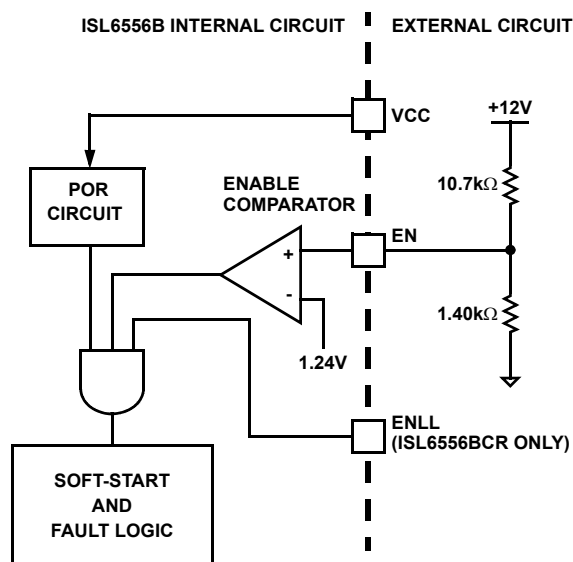 ISL6556B INTERNAL CIRCUIT
EXTERNAL CIRCUIT
VCC
+12V
POR
CIRCUIT
ENABLE
COMPARATOR
10.7kΩ
+
EN
-
1.40kΩ
1.24V
ENLL
(ISL6556BCR ONLY)
SOFT-START
AND
FAULT LOGIC